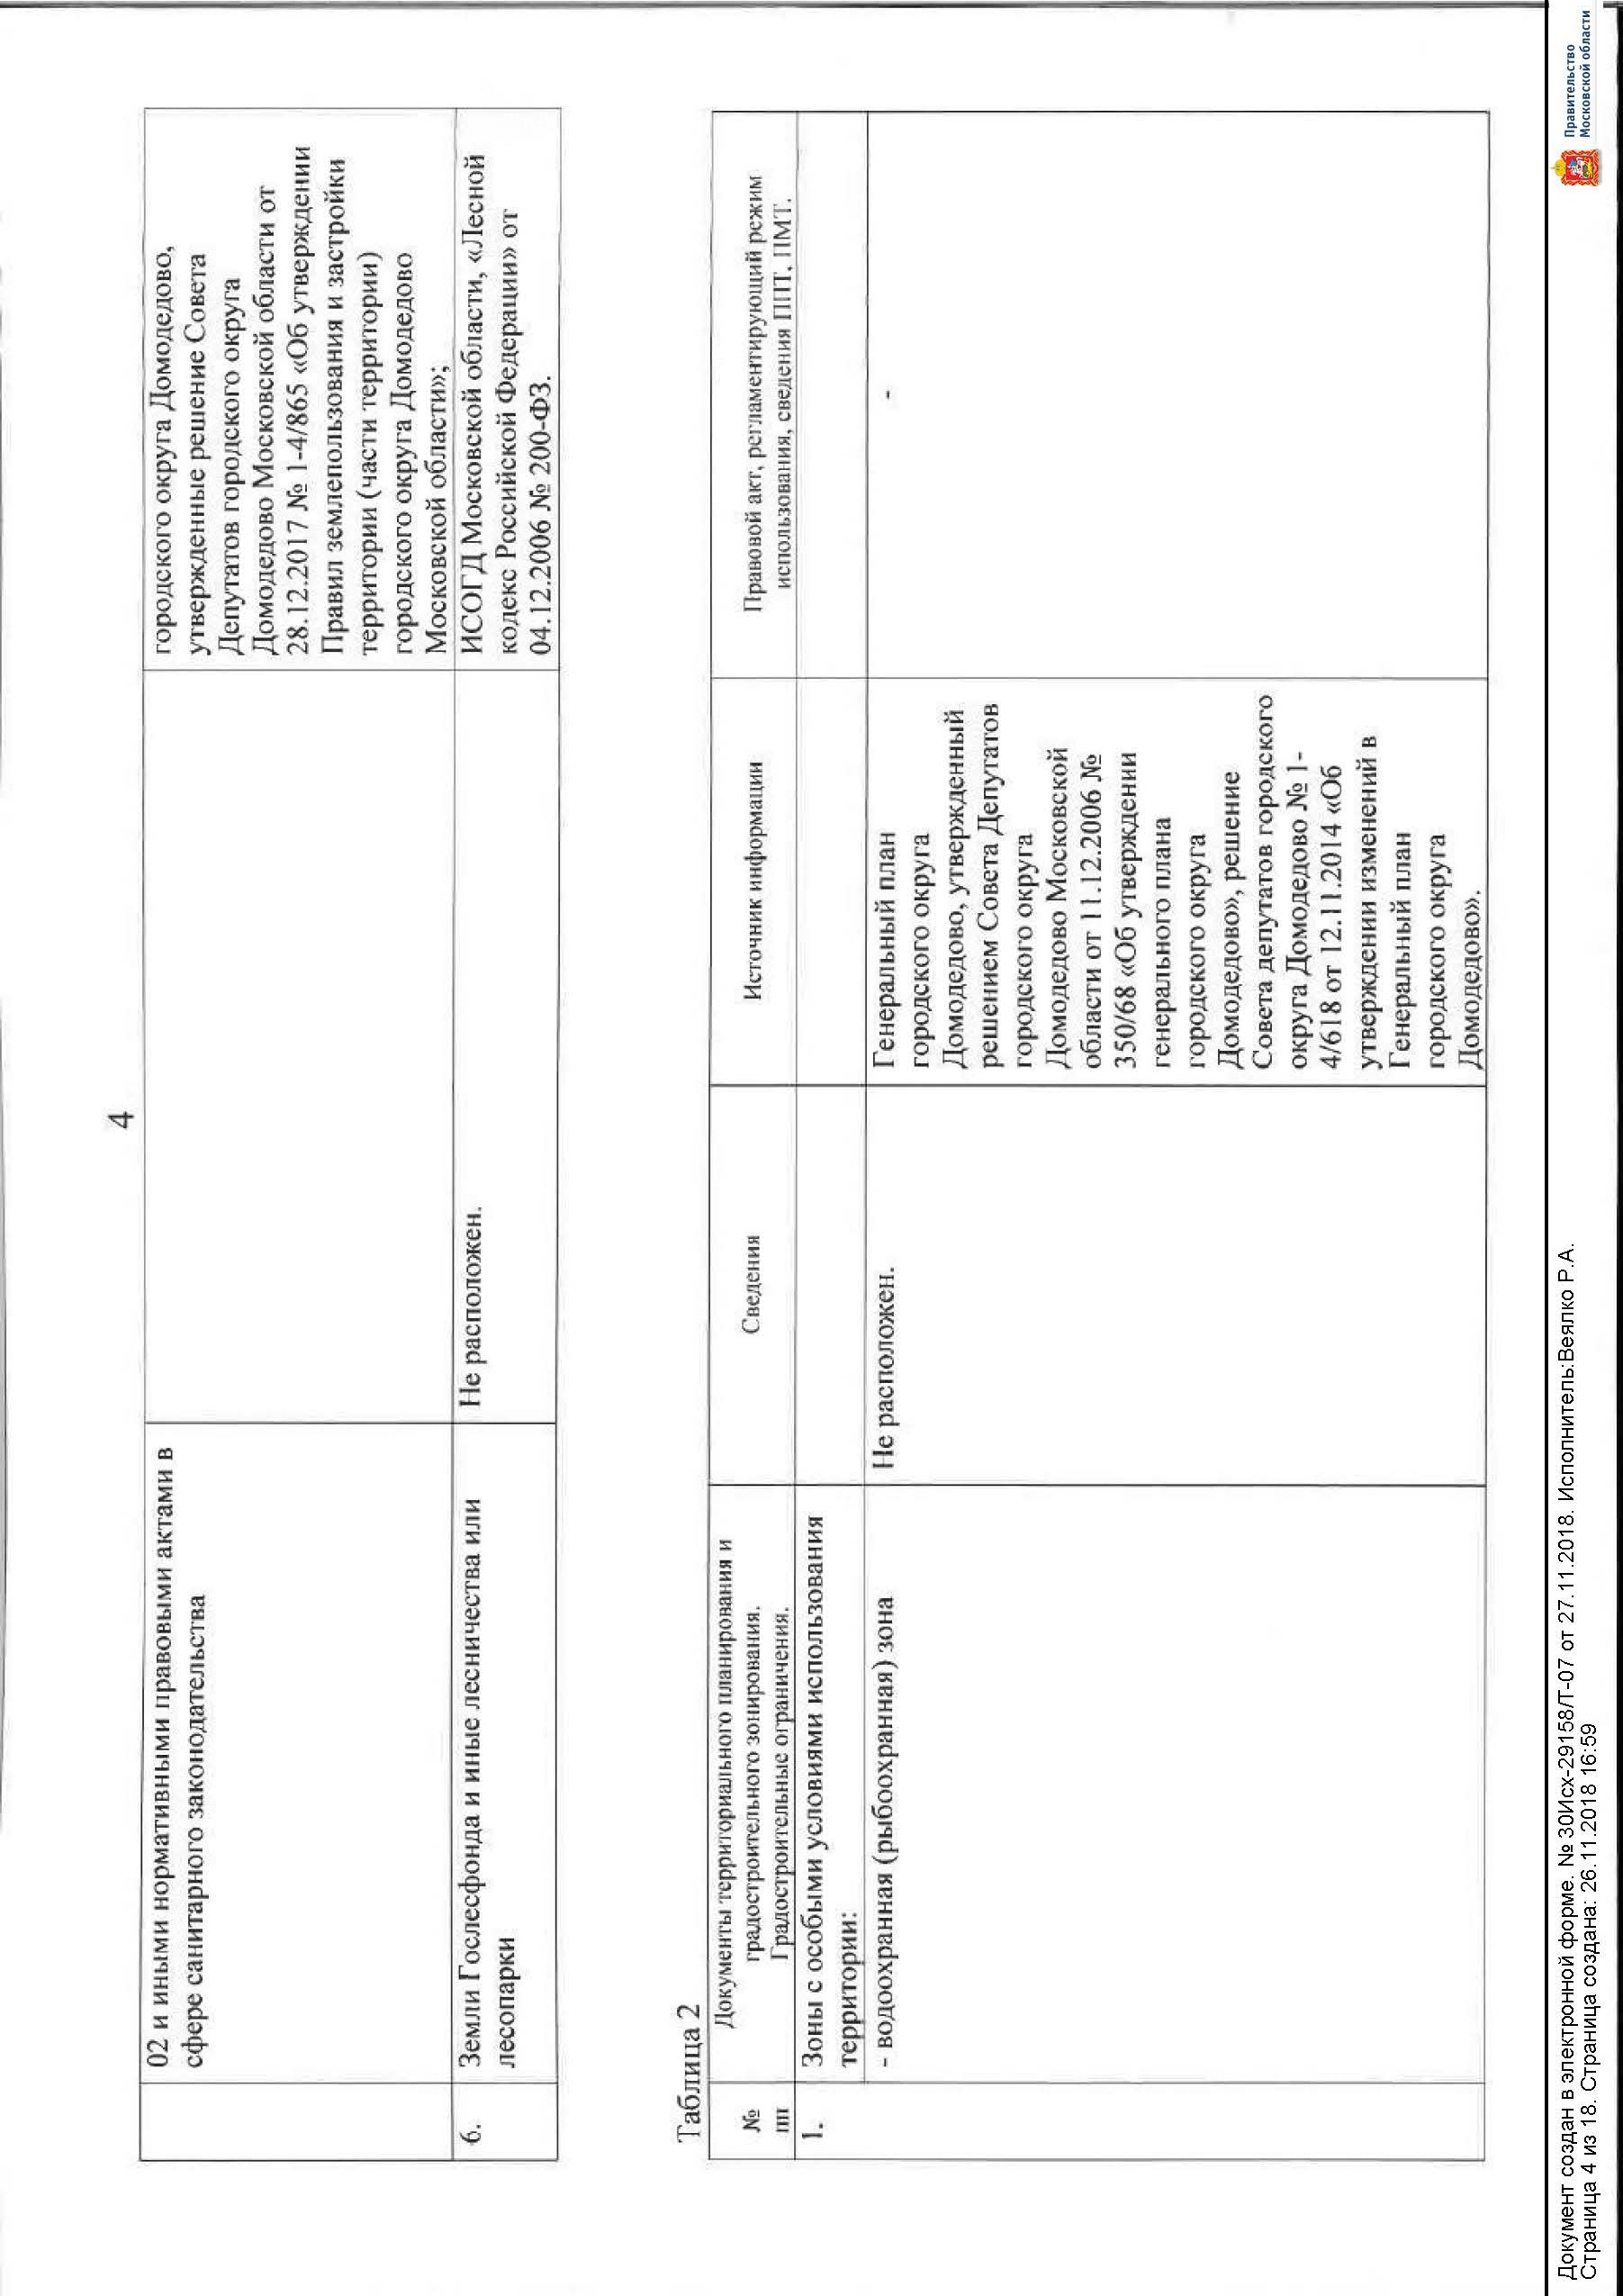 4
02 и иными нормативными правовыми актами в
сфере санитарного законодательства
городского округа Домодедово,
утвержденные решение Совета
Депутатов городского округа
Домодедово Московской области от
28.12.2017 № 1-4/865 «Об утверждении
Правил землепользования и застройки
территории (части территории)
городского округа Домодедово
Московской области»;
6.
Земли Гослесфонда и иные лесничества или
лесопарки
Не расположен.
ИСОГД Московской области, «Лесной
кодекс Российской Федерации» от
04.12.2006 № 200-ФЗ.
Таблица 2
№
пп
Документы территориального планирования и
градостроительного зонирования.
Градостроительные ограничения.
Сведения
Источник информации
Правовой акт, регламентирующий режим
использования, сведения ППТ, ПМТ.
1.
Зоны с особыми условиями использования
территории:
- водоохранная (рыбоохранная) зона
Не расположен.
Генеральный план
городского округа
Домодедово, утвержденный
решением Совета Депутатов
городского округа
Домодедово Московской
области от 11.12.2006 №
350/68 «Об утверждении
генерального плана
городского округа
Домодедово», решение
Совета депутатов городского
округа Домодедово № 1-
4/618 от 12.11.2014 «Об
утверждении изменений в
Генеральный план
городского округа
Домодедово».
-
Документ создан в электронной форме. № 30Исх-29158/Т-07 от 27.11.2018. Исполнитель:Веялко Р.А.
Страница 4 из 18. Страница создана: 26.11.2018 16:59
Правительство
Московской области